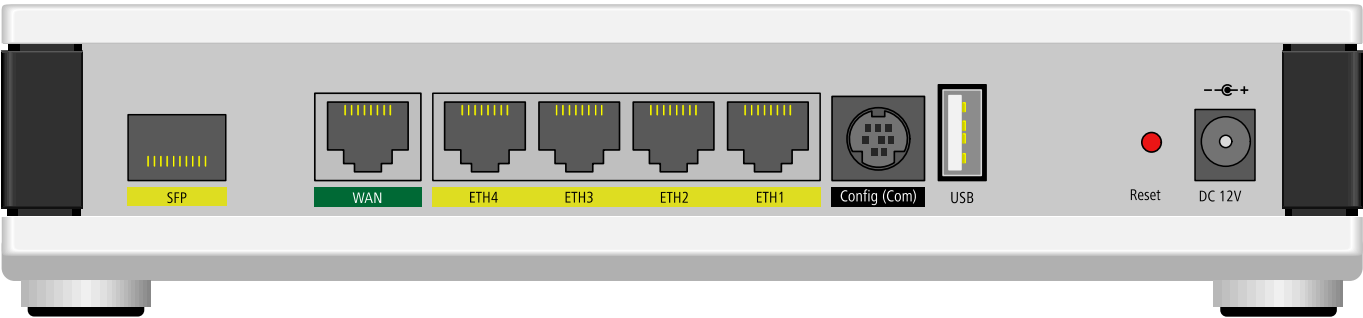 SFP
WAN
ETH4
ETH3
ETH2
ETH1
Config (Com)
USB
Reset
DC 12V